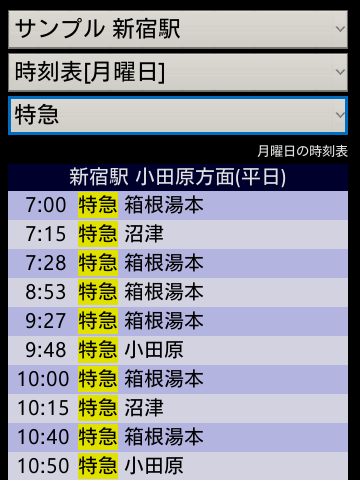 サンプル 新宿駅
時刻表[月曜日]
特急
月曜日の時刻表
新宿駅 小田原方面(平日)
7:00 特急 箱根湯本
7:15 特急 沼津
7:28 特急 箱根湯本
8:53 特急 箱根湯本
9:27 特急 箱根湯本
9:48 特急 小田原
10:00 特急 箱根湯本
10:15 特急 沼津
10:40 特急 箱根湯本
10:50 特急 小田原